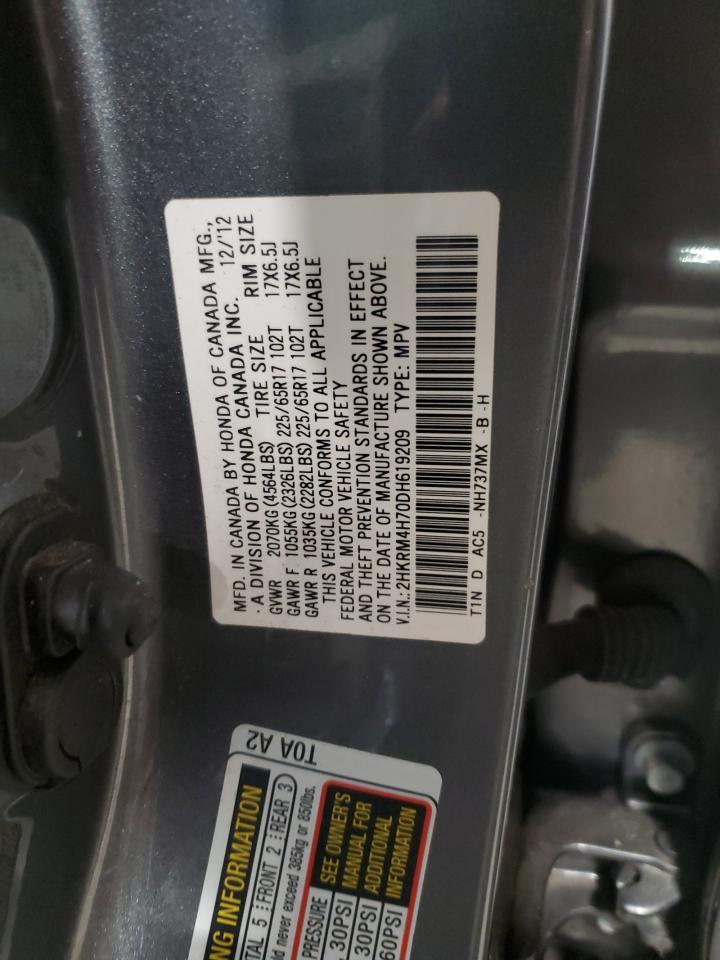 MFD. IN CANADA BY HONDA OF CANADA MFG.,
A DIVISION OF HONDA CANADA INC. 12/'12
GVWR 2070KG(4564LBS) TIRE SIZE RIM SIZE
GAWR F 1055KG(2326LBS) 225/65R17 102T 17X6.5J
GAWR R 1035KG(2282LBS) 225/65R17 102T 17X6.5J
THIS VEHICLE CONFORMS TO ALL APPLICABLE
FEDERAL MOTOR VEHICLE SAFETY
AND THEFT PREVENTION STANDARDS IN EFFECT
ON THE DATE OF MANUFACTURE SHOWN ABOVE.
V.I.N.:2HKRM4H70DH619209 TYPE: MPV
T1N D AC5 -NH737MX -B -H
T0A A2
INFORMATION
5 FRONT 2 REAR 3
never exceed 385kg or 850lbs.
PRESSURE
30PSI
30PSI
60PSI
SEE OWNER'S
MANUAL FOR
ADDITIONAL
INFORMATION